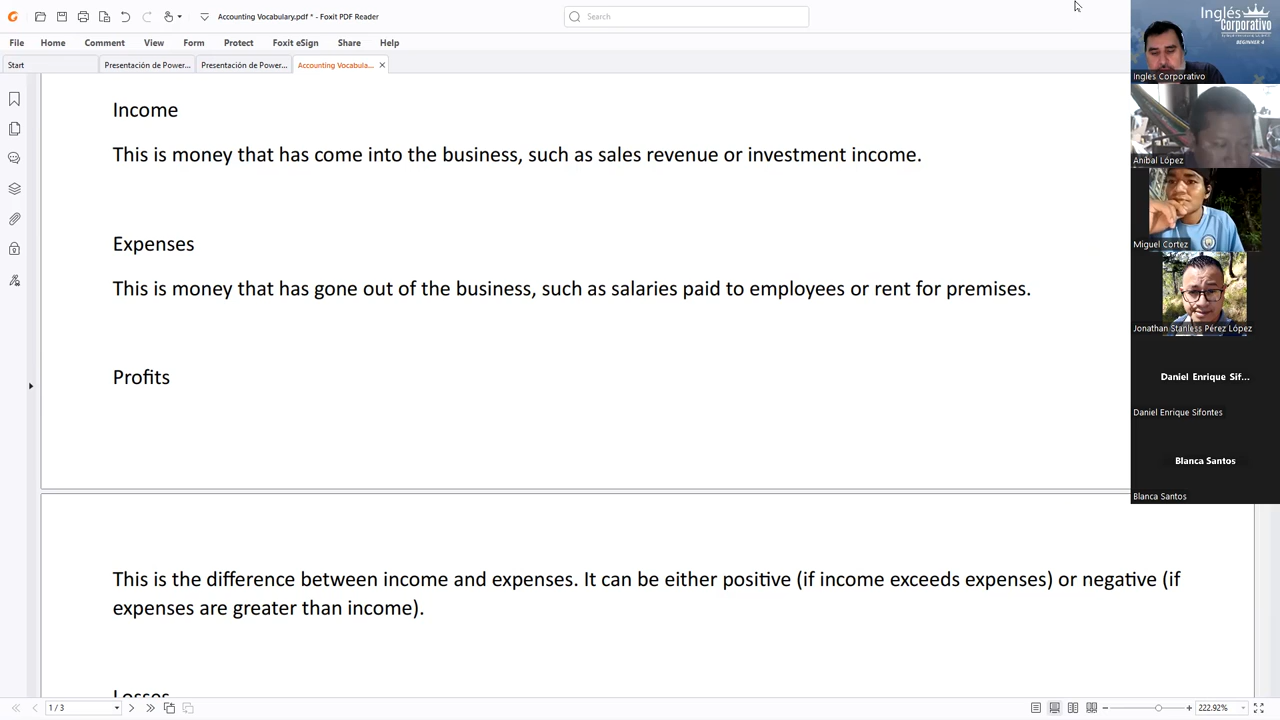 Accounting Vocabulary.pdf * - Foxit PDF Reader
Search
File Home Comment View Form Protect Foxit eSign Share Help
Start Presentación de Power... Presentación de Power... Accounting Vocabula...
Income
This is money that has come into the business, such as sales revenue or investment income.
Expenses
This is money that has gone out of the business, such as salaries paid to employees or rent for premises.
Profits
This is the difference between income and expenses. It can be either positive (if income exceeds expenses) or negative (if
expenses are greater than income).
Losses
1 / 3
222.92%
Inglés
Corporativo
BEGINNER 4
Ingles Corporativo
Anibal López
Miguel Cortez
Jonathan Stanless Pérez López
Daniel Enrique Sif...
Daniel Enrique Sifontes
Blanca Santos
Blanca Santos